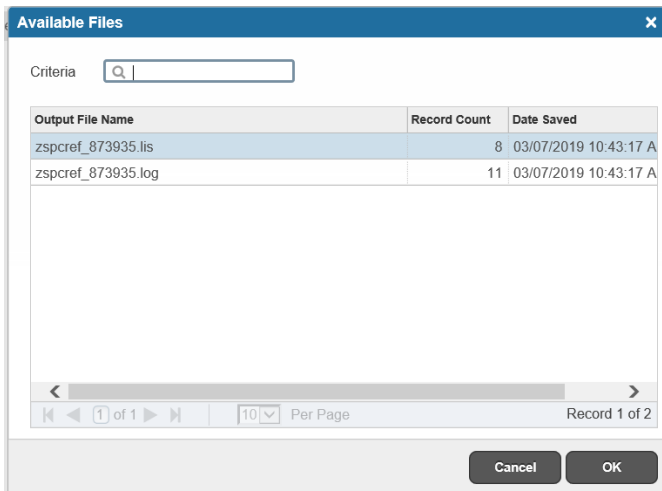 Available Files
Criteria
Output File Name Record Count Date Saved
zspcref_873935.lis 8 03/07/2019 10:43:17 A
zspcref_873935.log 11 03/07/2019 10:43:17 A
1 of 1 10 Per Page Record 1 of 2
Cancel OK